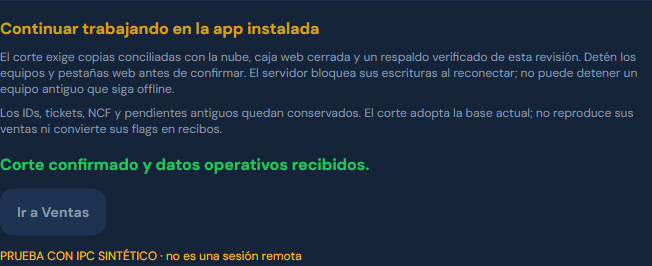 Continuar trabajando en la app instalada
El corte exige copias conciliadas con la nube, caja web cerrada y un respaldo verificado de esta revisión. Detén los
equipos y pestañas web antes de confirmar. El servidor bloquea sus escrituras al reconectar; no puede detener un
equipo antiguo que siga offline.
Los IDs, tickets, NCF y pendientes antiguos quedan conservados. El corte adopta la base actual; no reproduce sus
ventas ni convierte sus flags en recibos.
Corte confirmado y datos operativos recibidos.
Ir a Ventas
PRUEBA CON IPC SINTÉTICO · no es una sesión remota